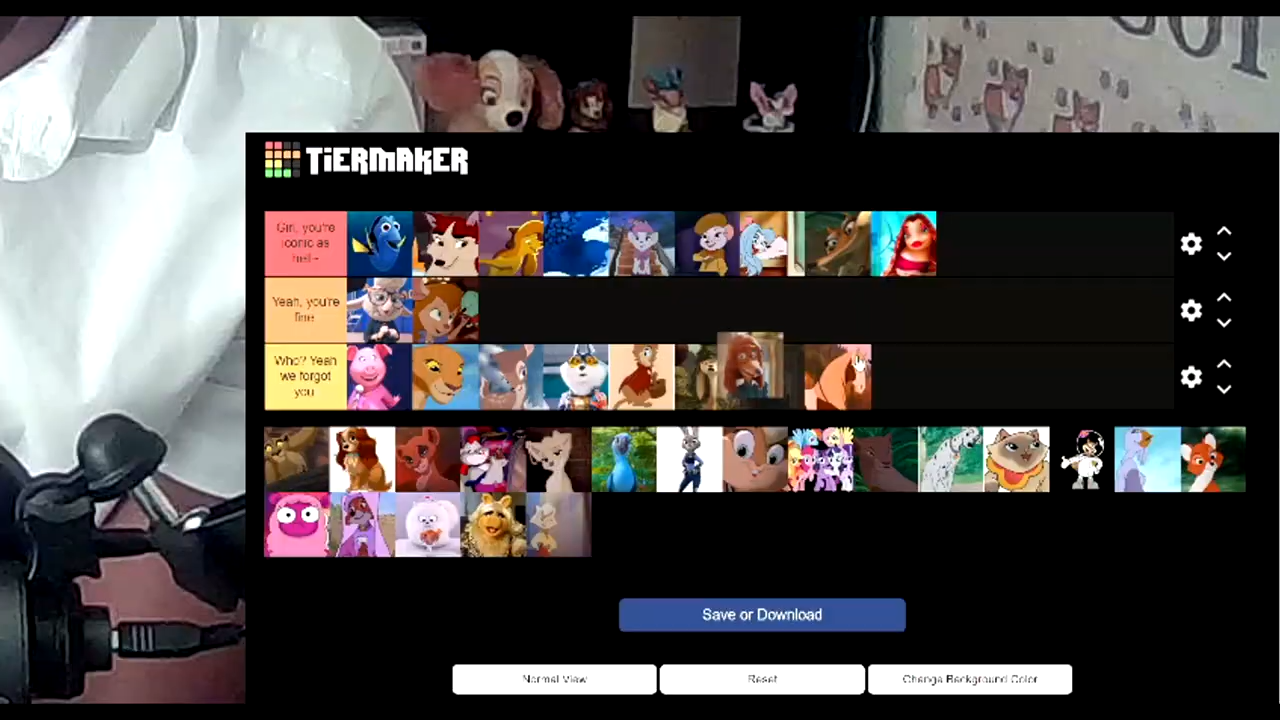 TiERMAKER
Girl, you're
iconic as
hell~
Yeah, you're
fine
Who? Yeah
we forgot
you
Save or Download
Normal View
Reset
Change Background Color